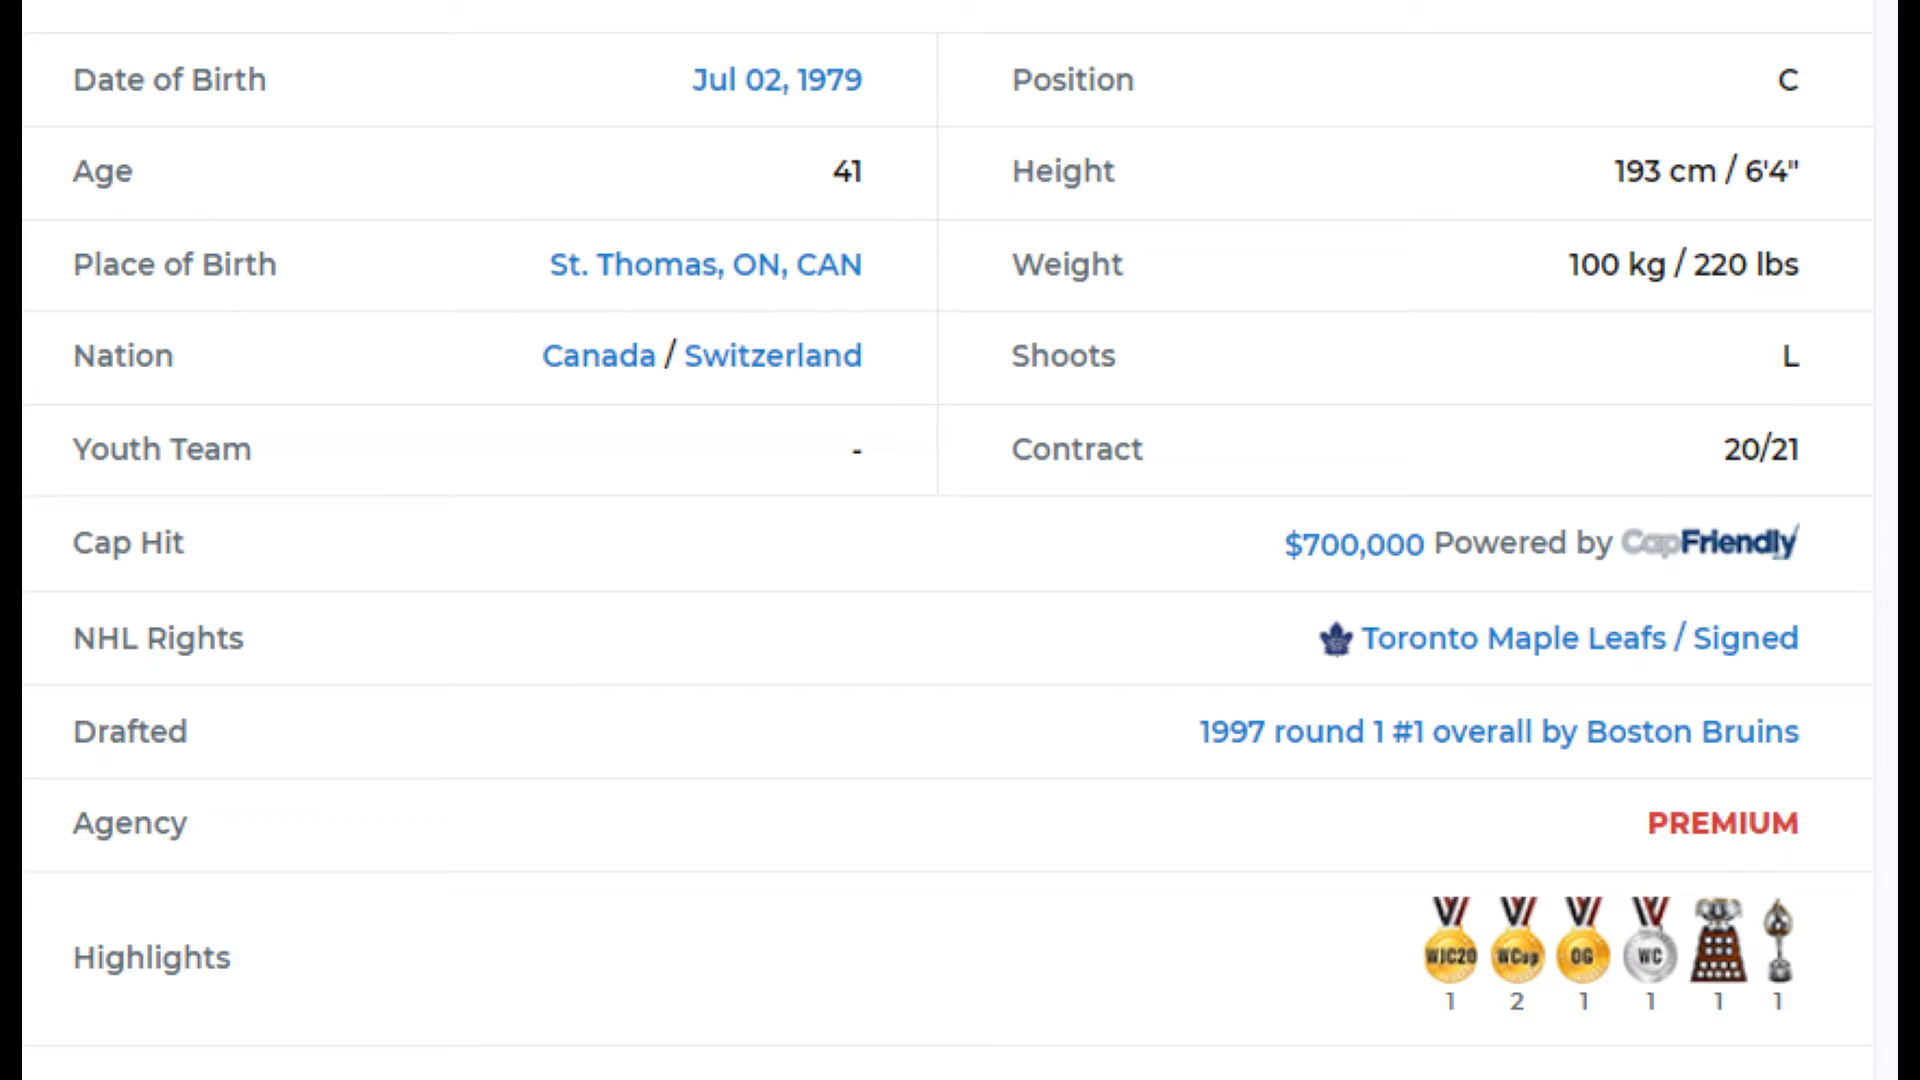 Date of Birth Jul 02, 1979 Position C
Age 41 Height 193 cm / 6'4"
Place of Birth St. Thomas, ON, CAN Weight 100 kg / 220 lbs
Nation Canada / Switzerland Shoots L
Youth Team - Contract 20/21
Cap Hit $700,000 Powered by CapFriendly
NHL Rights Toronto Maple Leafs / Signed
Drafted 1997 round 1 #1 overall by Boston Bruins
Agency PREMIUM
Highlights WJC20 WCup OG WC
1 2 1 1 1 1